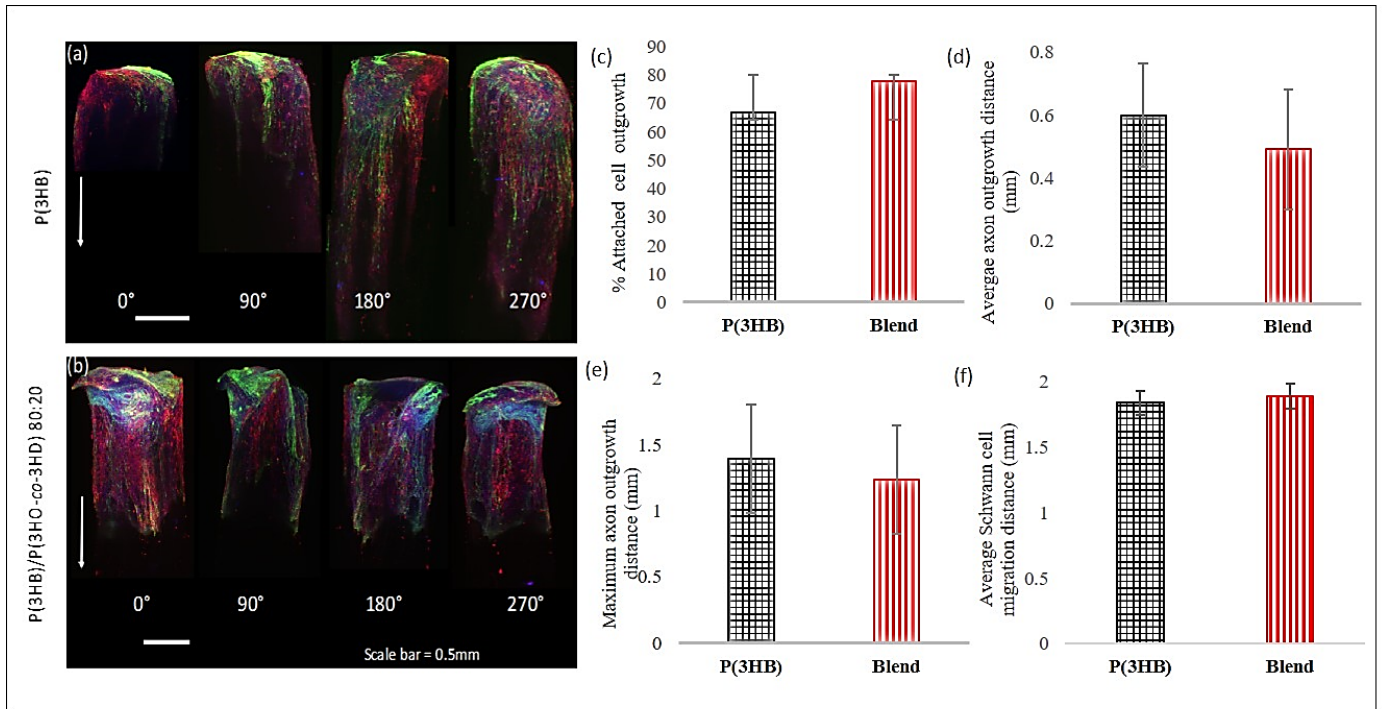 (a)
P(3HB)
0°
90°
180°
270°
(b)
P(3HB)/P(3HO-co-3HD) 80:20
0°
90°
180°
270°
Scale bar = 0.5mm
(c)
% Attached cell outgrowth
90
80
70
60
50
40
30
20
10
0
P(3HB)
Blend
(d)
Avergae axon outgrowth distance
(mm)
0.8
0.6
0.4
0.2
0
P(3HB)
Blend
(e)
Maximum axon outgrowth
distance (mm)
2
1.5
1
0.5
0
P(3HB)
Blend
(f)
Average Schwann cell
migration distance (mm)
2
1.5
1
0.5
0
P(3HB)
Blend